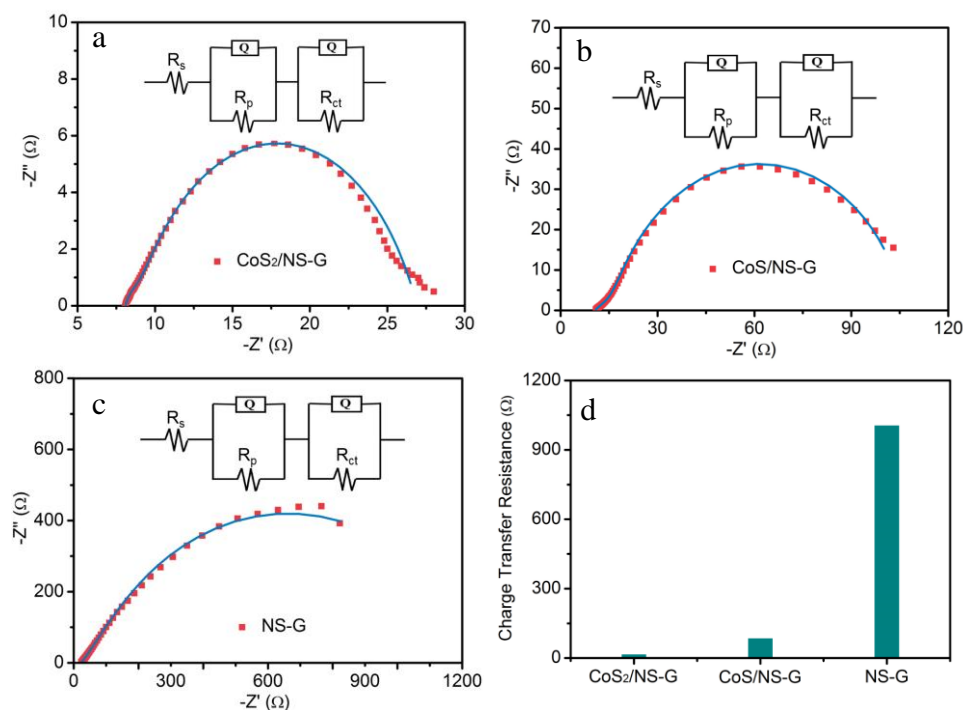 a
10
8
6
4
2
0
-Z" (Ω)
Rs
Q
Rp
Q
Rct
CoS2/NS-G
5 10 15 20 25 30
-Z' (Ω)
b
70
60
50
40
30
20
10
0
-Z" (Ω)
Rs
Q
Rp
Q
Rct
CoS/NS-G
0 30 60 90 120
-Z' (Ω)
c
800
600
400
200
0
-Z" (Ω)
Rs
Q
Rp
Q
Rct
NS-G
0 300 600 900 1200
-Z' (Ω)
d
1200
900
600
300
0
Charge Transfer Resistance (Ω)
CoS2/NS-G CoS/NS-G NS-G